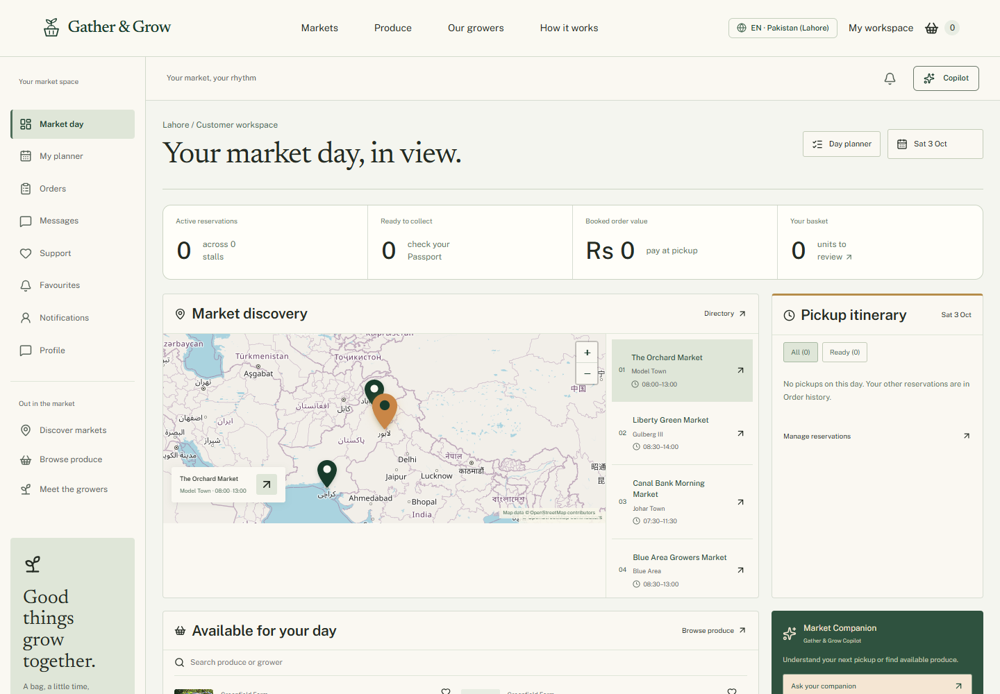 Gather & Grow
Markets
Produce
Our growers
How it works
EN · Pakistan (Lahore)
My workspace
0
Your market space
Market day
My planner
Orders
Messages
Support
Favourites
Notifications
Profile
Out in the market
Discover markets
Browse produce
Meet the growers
Good
things
grow
together.
A bag, a little time,
Your market, your rhythm
Copilot
Lahore / Customer workspace
Your market day, in view.
Day planner
Sat 3 Oct
Active reservations
0
across 0
stalls
Ready to collect
0
check your
Passport
Booked order value
Rs 0
pay at pickup
Your basket
0
units to
review
Market discovery
Directory
Türkmenistan
Тоҷикистон
Aşgabat
تهران
افغانستان
کابل
اصفهان
ایران
البصرة
شیراز
لاہور
پاکستان
Delhi
नेपाल
Jaipur
Lucknow
काठमाडौं
کراچی
Ahmedabad
Bhopal
বাংলাদেশ
India
中国
昭通
昆
+
−
The Orchard Market
Model Town · 08:00–13:00
Map data © OpenStreetMap contributors
01
The Orchard Market
Model Town
08:00–13:00
02
Liberty Green Market
Gulberg III
08:30–14:00
03
Canal Bank Morning
Market
Johar Town
07:30–11:30
04
Blue Area Growers Market
Blue Area
08:30–13:00
Pickup itinerary
Sat 3 Oct
All (0)
Ready (0)
No pickups on this day. Your other reservations are in
Order history.
Manage reservations
Available for your day
Browse produce
Search produce or grower
Greenfield Farm
Greenfield Farm
Market Companion
Gather & Grow Copilot
Understand your next pickup or find available produce.
Ask your companion